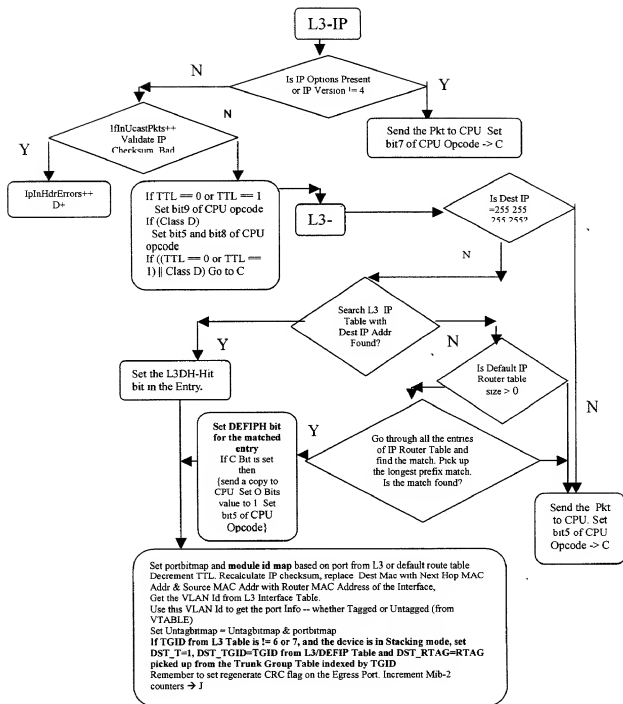 L3-IP
N
Is IP Options Present
or IP Version != 4
Y
IfInUcastPkts++
Validate IP
Checksum Bad
N
Send the Pkt to CPU Set
bit7 of CPU Opcode -> C
Y
IpInHdrErrors++
D+
If TTL == 0 or TTL == 1
Set bit9 of CPU opcode
If (Class D)
Set bit5 and bit8 of CPU
opcode
If ((TTL == 0 or TTL ==
1) || Class D) Go to C
L3-
Is Dest IP
=255 255
255 255?
N
Search L3 IP
Table with
Dest IP Addr
Found?
Y
N
Set the L3DH-Hit
bit in the Entry.
Is Default IP
Router table
size > 0
N
Set DEFIPH bit
for the matched
entry
If C Bit is set
then
{send a copy to
CPU Set O Bits
value to 1 Set
bit5 of CPU
Opcode}
Y
Go through all the entries
of IP Router Table and
find the match. Pick up
the longest prefix match.
Is the match found?
Send the Pkt
to CPU. Set
bit5 of CPU
Opcode -> C
Set portbitmap and module id map based on port from L3 or default route table
Decrement TTL. Recalculate IP checksum, replace Dest Mac with Next Hop MAC
Addr & Source MAC Addr with Router MAC Address of the Interface,
Get the VLAN Id from L3 Interface Table.
Use this VLAN Id to get the port Info -- whether Tagged or Untagged (from
VTABLE)
Set Untagbitmap = Untagbitmap & portbitmap
If TGID from L3 Table is != 6 or 7, and the device is in Stacking mode, set
DST_T=1, DST_TGID=TGID from L3/DEFIP Table and DST_RTAG=RTAG
picked up from the Trunk Group Table indexed by TGID
Remember to set regenerate CRC flag on the Egress Port. Increment Mib-2
counters → J